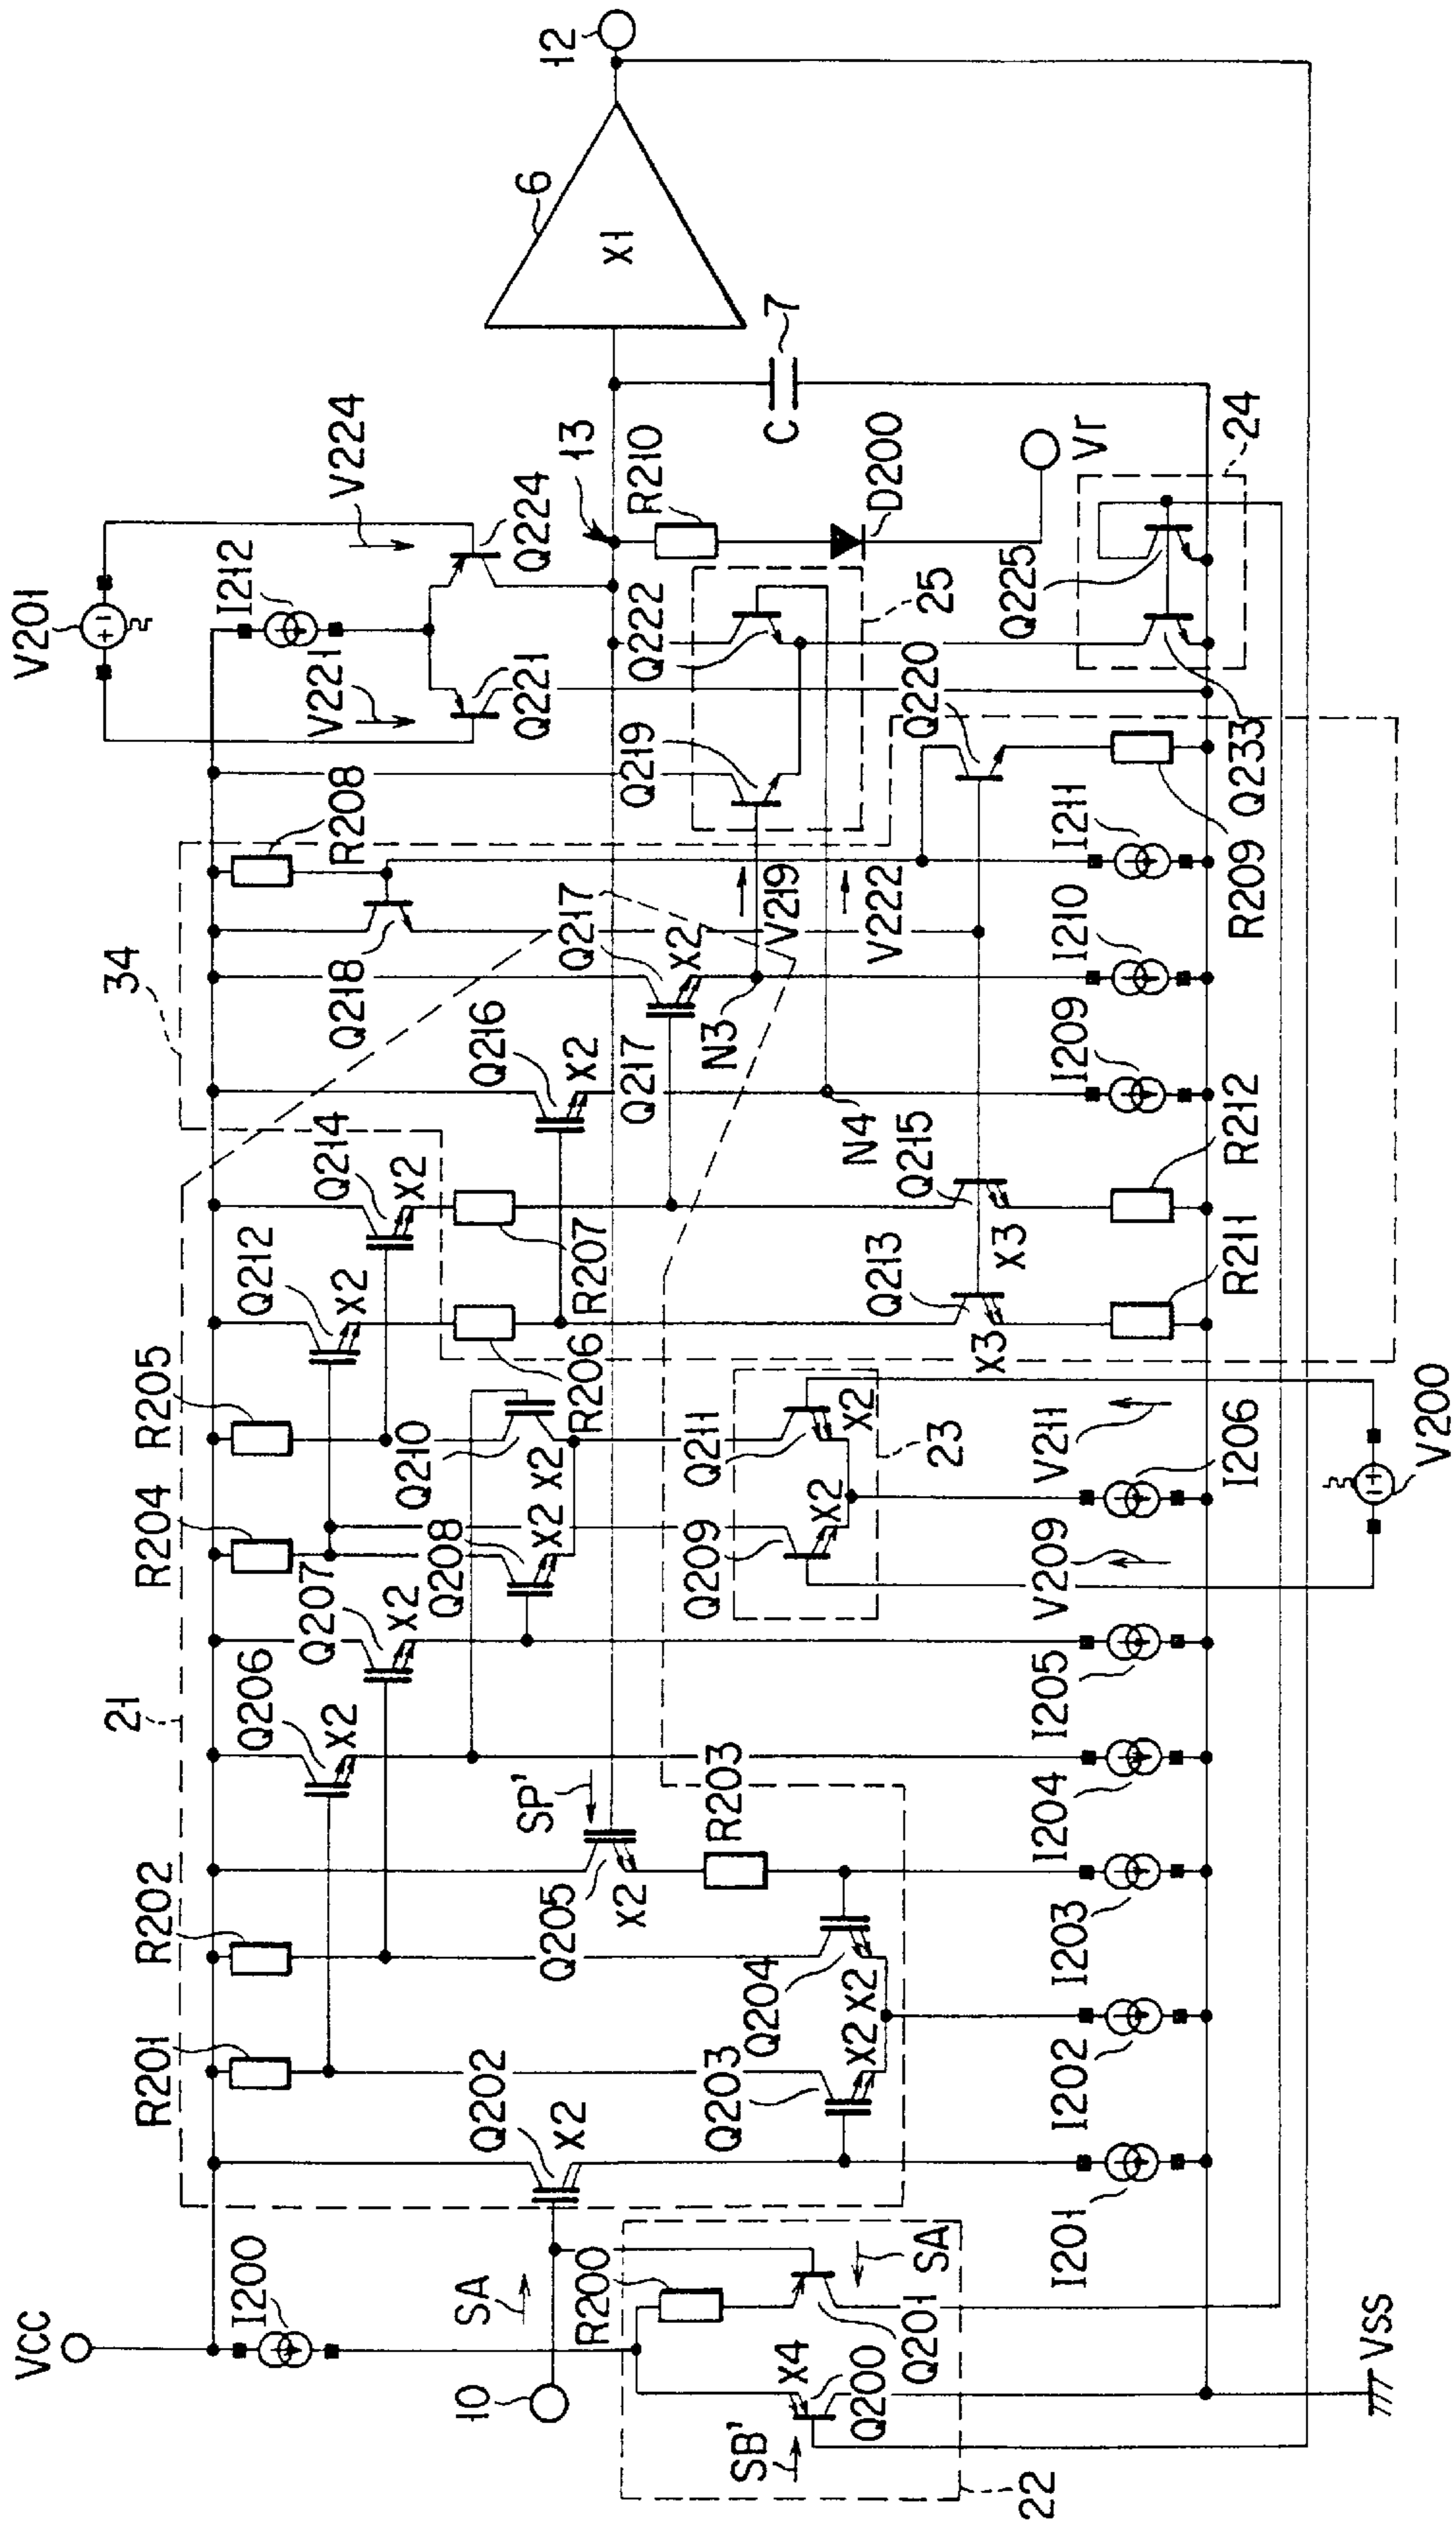 VCC
I200
10
SA
R200
SB'
X4
Q200
Q201
SA
22
VSS
21
R201
R202
Q202
X2
Q203
X2
X2
Q204
Q205
X2
SP'
R203
Q206
X2
Q207
X2
R204
R205
Q208
X2
X2
Q210
Q209
X2
Q211
X2
23
V209
V211
V200
I201
I202
I203
I204
I205
I206
Q212
X2
Q214
X2
R206
R207
Q213
X3
Q215
X3
R211
R212
34
Q216
X2
Q217
Q217
X2
N3
N4
Q218
R208
V219
V222
I209
I210
I211
R209
Q233
Q219
Q220
Q222
25
Q225
24
V201
V221
I212
V224
Q221
Q224
13
R210
D200
Vr
C
7
X1
6
12